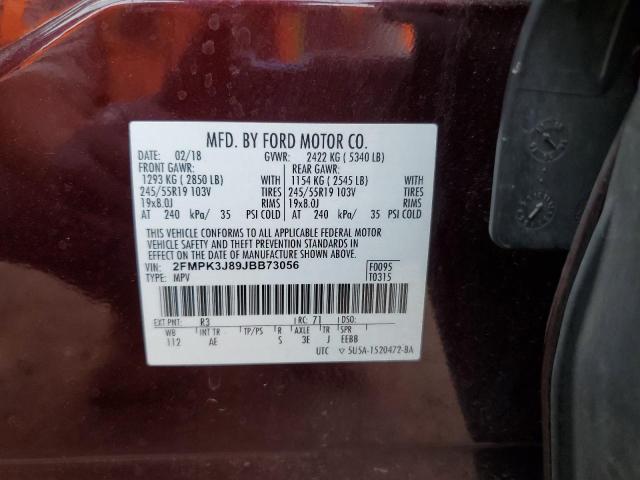 MFD. BY FORD MOTOR CO.
DATE: 02/18 GVWR: 2422 KG ( 5340 LB)
FRONT GAWR: REAR GAWR:
1293 KG ( 2850 LB) WITH 1154 KG ( 2545 LB) WITH
245/55R19 103V TIRES 245/55R19 103V TIRES
19x8.0J RIMS 19x8.0J RIMS
AT 240 kPa/ 35 PSI COLD AT 240 kPa/ 35 PSI COLD
THIS VEHICLE CONFORMS TO ALL APPLICABLE FEDERAL MOTOR
VEHICLE SAFETY AND THEFT PREVENTION STANDARDS IN
EFFECT ON THE DATE OF MANUFACTURE SHOWN ABOVE.
VIN: 2FMPK3J89JBB73056 F0095
TYPE: MPV T0315
EXT PNT: R3 RC: 71 DSO:
WB INT TR TP/PS R AXLE TR SPR
112 AE S 3E J EEBB
UTC ▽ 5U5A-1520472-BA